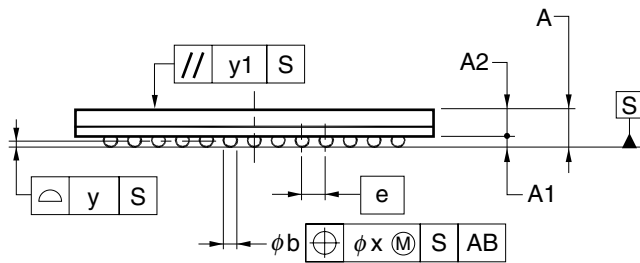 A
// y1 S
A2
S
⌓ y S
e
A1
φb ⌖ φx Ⓜ S AB